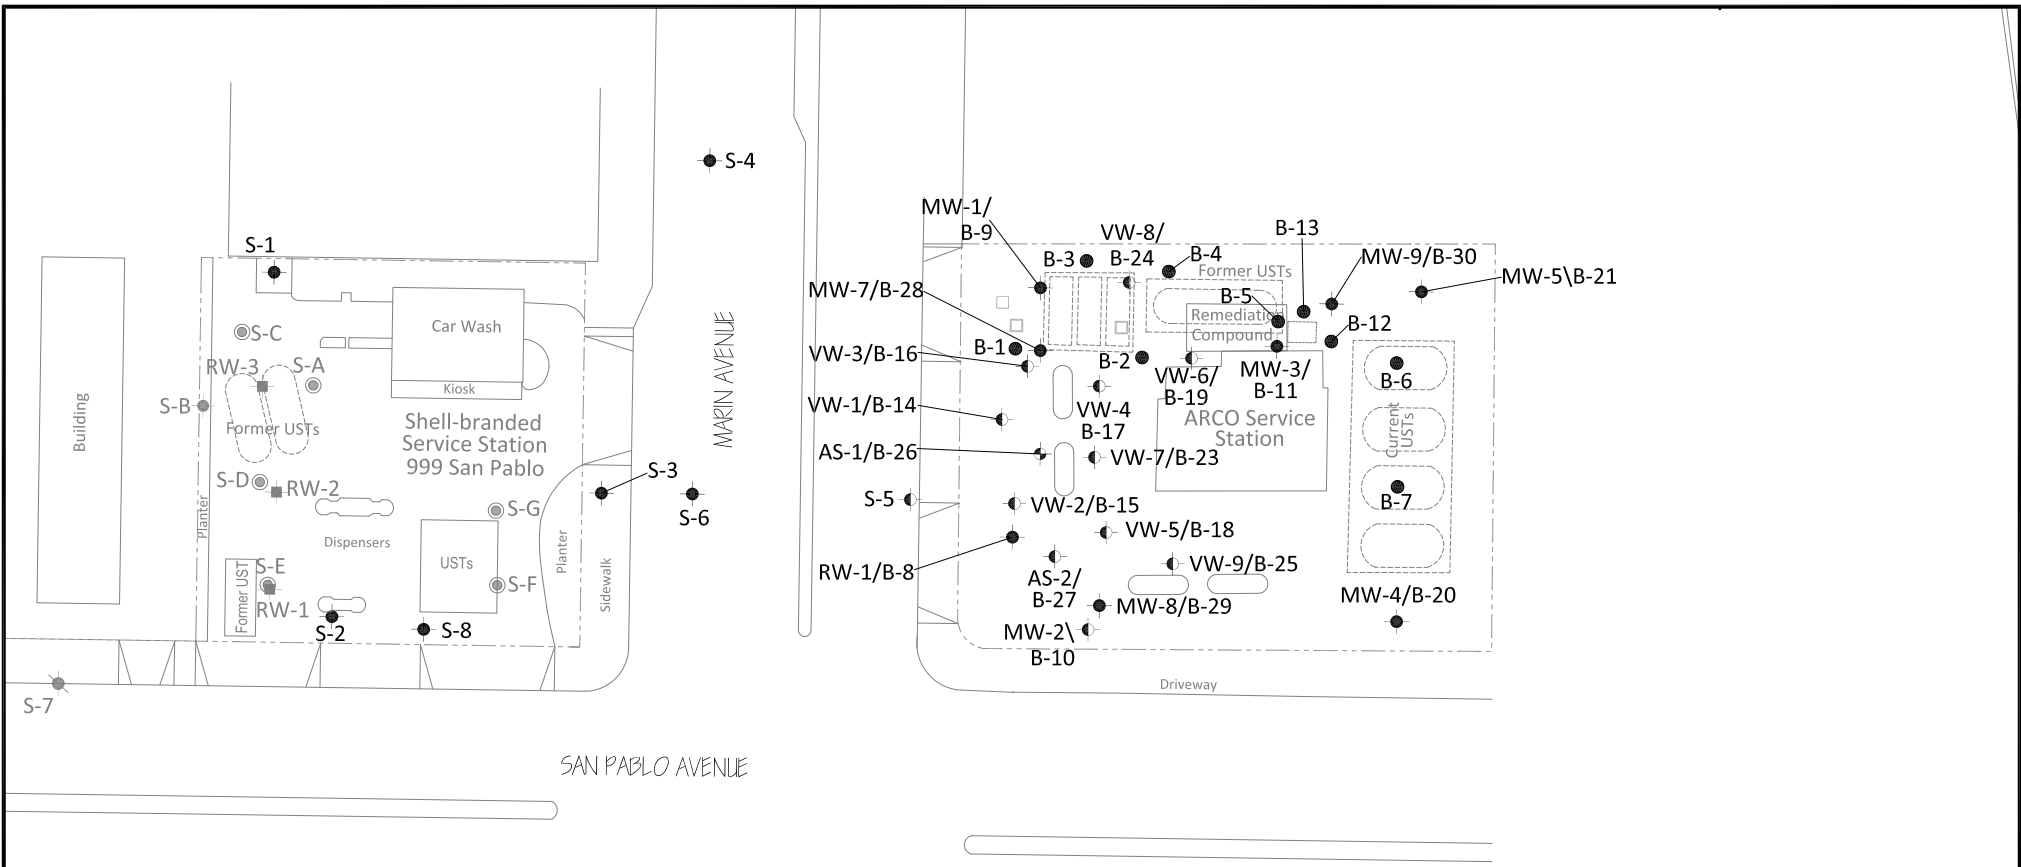 S-4
MW-1/
B-9
VW-8/
B-24
B-3
B-4
B-13
S-1
Former USTs
MW-9/B-30
MW-5\B-21
MW-7/B-28
B-5
Remediation
Compound
B-12
S-C
Car Wash
MARIN AVENUE
B-1
VW-3/B-16
B-2
VW-6/
B-19
MW-3/
B-11
B-6
RW-3
S-A
Kiosk
S-B
VW-1/B-14
VW-4
B-17
Building
Former USTs
Shell-branded
Service Station
999 San Pablo
ARCO Service
Station
Current
USTs
AS-1/B-26
VW-7/B-23
S-3
S-D
RW-2
S-5
B-7
Planter
S-G
S-6
VW-2/B-15
Dispensers
VW-5/B-18
Planter
Sidewalk
USTs
S-E
Former UST
S-F
RW-1/B-8
AS-2/
B-27
VW-9/B-25
RW-1
MW-8/B-29
MW-4/B-20
S-2
S-8
MW-2\
B-10
S-7
Driveway
SAN PABLO AVENUE